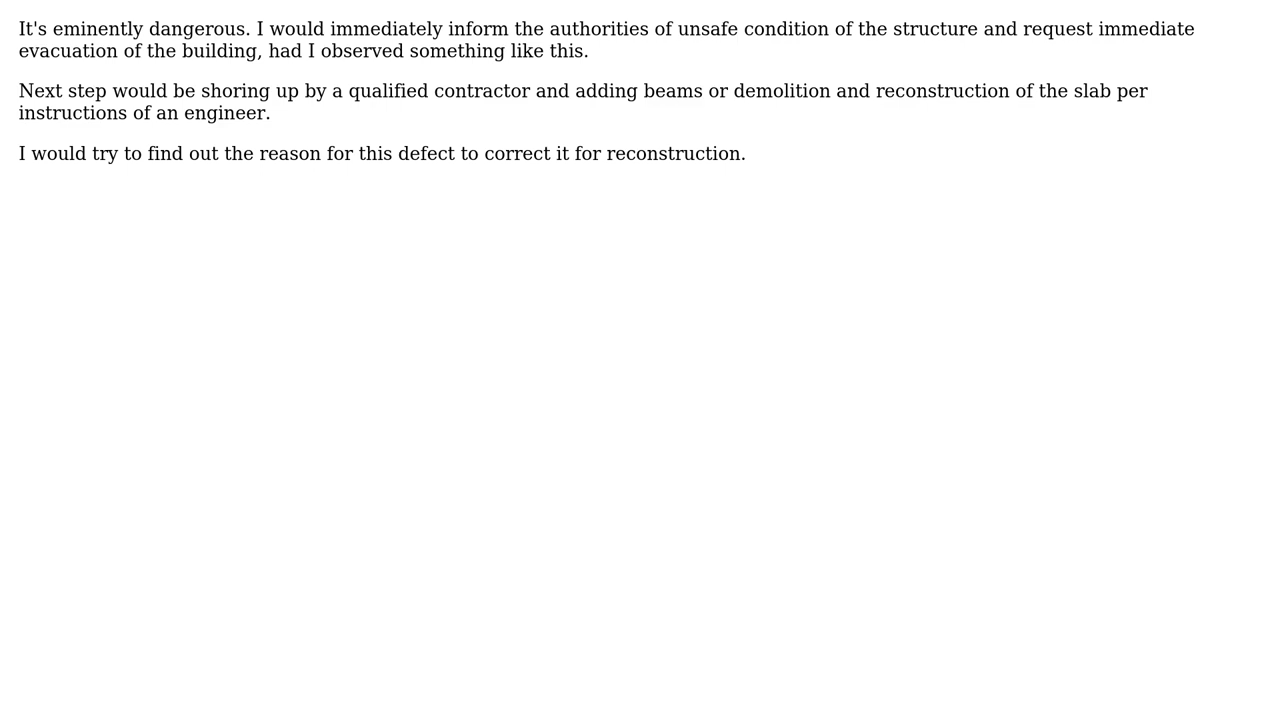 It's eminently dangerous. I would immediately inform the authorities of unsafe condition of the structure and request immediate
evacuation of the building, had I observed something like this.
Next step would be shoring up by a qualified contractor and adding beams or demolition and reconstruction of the slab per
instructions of an engineer.
I would try to find out the reason for this defect to correct it for reconstruction.